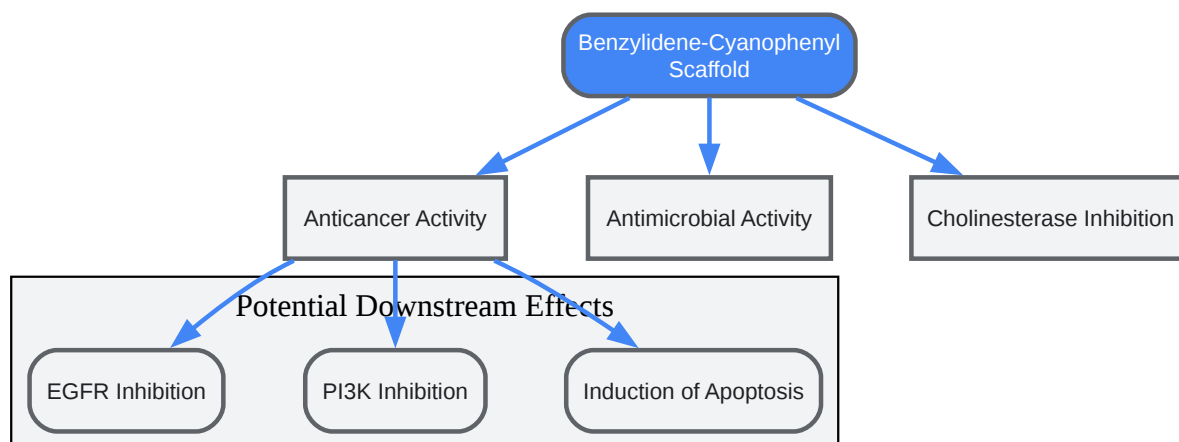 Benzylidene-Cyanophenyl
Scaffold
Anticancer Activity
Antimicrobial Activity
Cholinesterase Inhibition
Potential Downstream Effects
EGFR Inhibition
PI3K Inhibition
Induction of Apoptosis